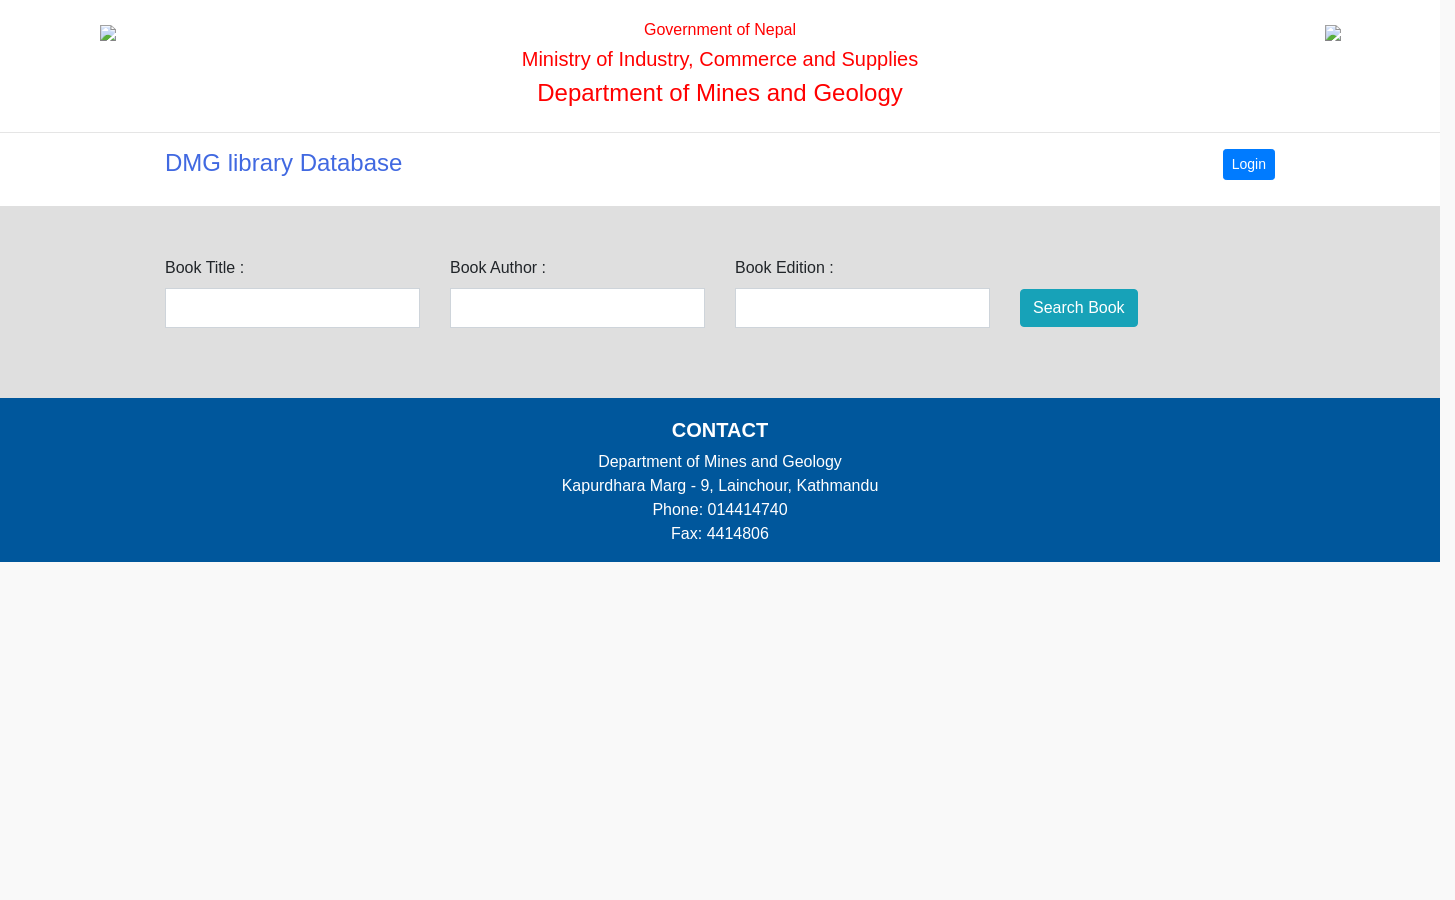 Government of Nepal
Ministry of Industry, Commerce and Supplies
Department of Mines and Geology
DMG library Database
Login
Book Title :
Book Author :
Book Edition :
Search Book
CONTACT
Department of Mines and Geology
Kapurdhara Marg - 9, Lainchour, Kathmandu
Phone: 014414740
Fax: 4414806